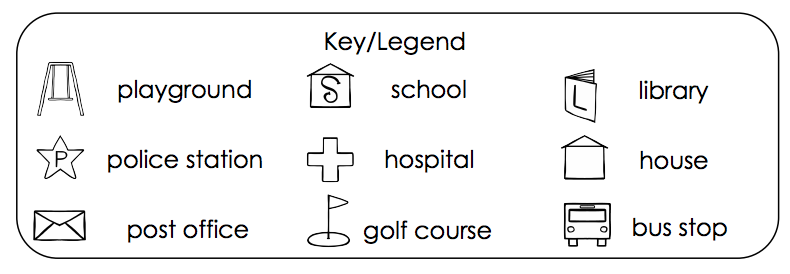 Key/Legend
playground
S school
L library
P police station
hospital
house
post office
golf course
bus stop